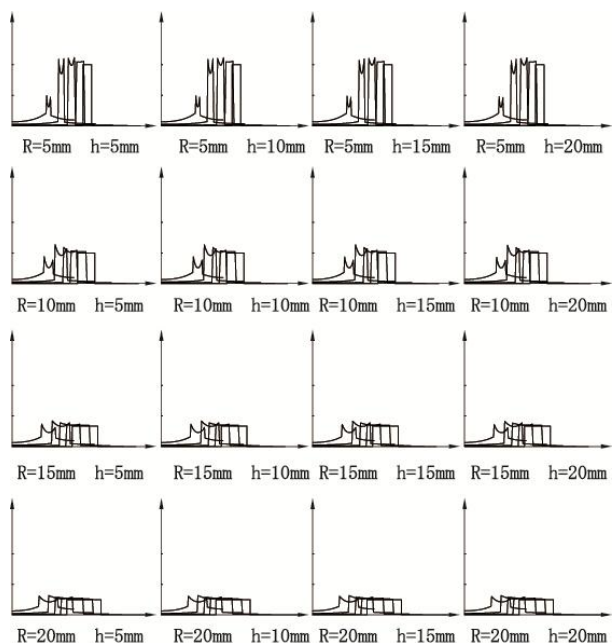 R=5mm h=5mm R=5mm h=10mm R=5mm h=15mm R=5mm h=20mm
R=10mm h=5mm R=10mm h=10mm R=10mm h=15mm R=10mm h=20mm
R=15mm h=5mm R=15mm h=10mm R=15mm h=15mm R=15mm h=20mm
R=20mm h=5mm R=20mm h=10mm R=20mm h=15mm R=20mm h=20mm